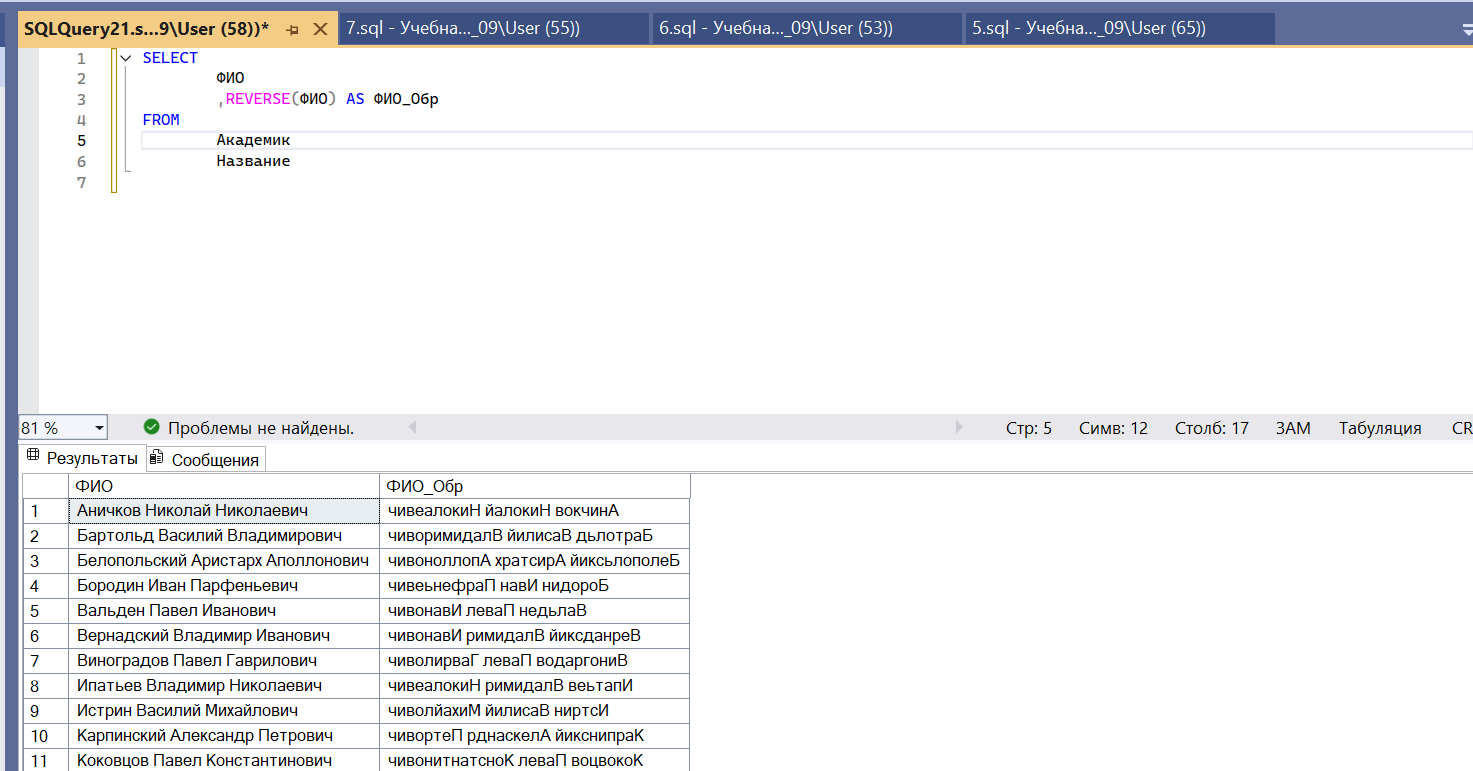 SQLQuery21.s...9\User (58))* 7.sql - Учебна..._09\User (55)) 6.sql - Учебна..._09\User (53)) 5.sql - Учебна..._09\User (65))
1 SELECT
2 ФИО
3 ,REVERSE(ФИО) AS ФИО_Обр
4 FROM
5 Академик
6 Название
7
81 % Проблемы не найдены. Стр: 5 Симв: 12 Столб: 17 ЗАМ Табуляция CR
Результаты Сообщения
ФИО ФИО_Обр
1 Аничков Николай Николаевич чивеалокиН йалокиН вокчинА
2 Бартольд Василий Владимирович чиворимидалВ йилисаВ дьлотраБ
3 Белопольский Аристарх Аполлонович чивоноллопА хратсирА йиксьлополеБ
4 Бородин Иван Парфеньевич чивеьнефраП навИ нидороБ
5 Вальден Павел Иванович чивонавИ леваП недьлаВ
6 Вернадский Владимир Иванович чивонавИ римидалВ йиксданреВ
7 Виноградов Павел Гаврилович чиволирваГ леваП водаргониВ
8 Ипатьев Владимир Николаевич чивеалокиН римидалВ веьтапИ
9 Истрин Василий Михайлович чиволйахиМ йилисаВ ниртсИ
10 Карпинский Александр Петрович чивортеП рднаскелА йикснипраК
11 Коковцов Павел Константинович чивонитнатсноК леваП воцвокоК